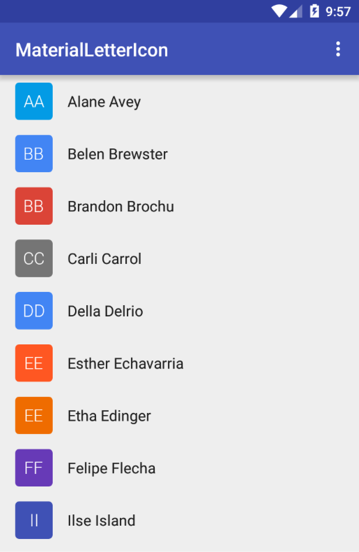 9:57
MaterialLetterIcon
AA Alane Avey
BB Belen Brewster
BB Brandon Brochu
CC Carli Carrol
DD Della Delrio
EE Esther Echavarria
EE Etha Edinger
FF Felipe Flecha
II Ilse Island